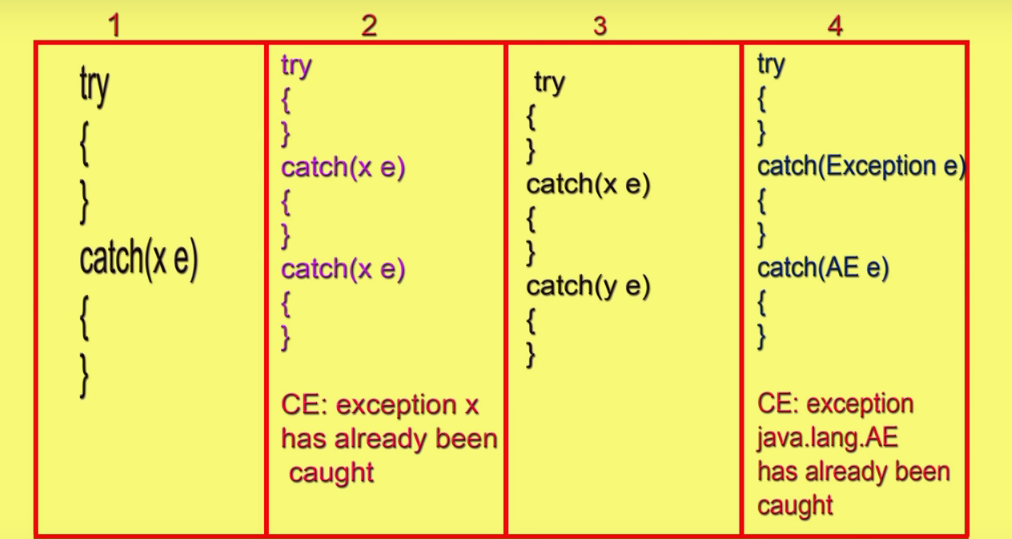 1
2
3
4
try
{
}
catch(x e)
{
}
try
{
}
catch(x e)
{
}
catch(x e)
{
}
CE: exception x
has already been
caught
try
{
}
catch(x e)
{
}
catch(y e)
{
}
try
{
}
catch(Exception e)
{
}
catch(AE e)
{
}
CE: exception
java.lang.AE
has already been
caught